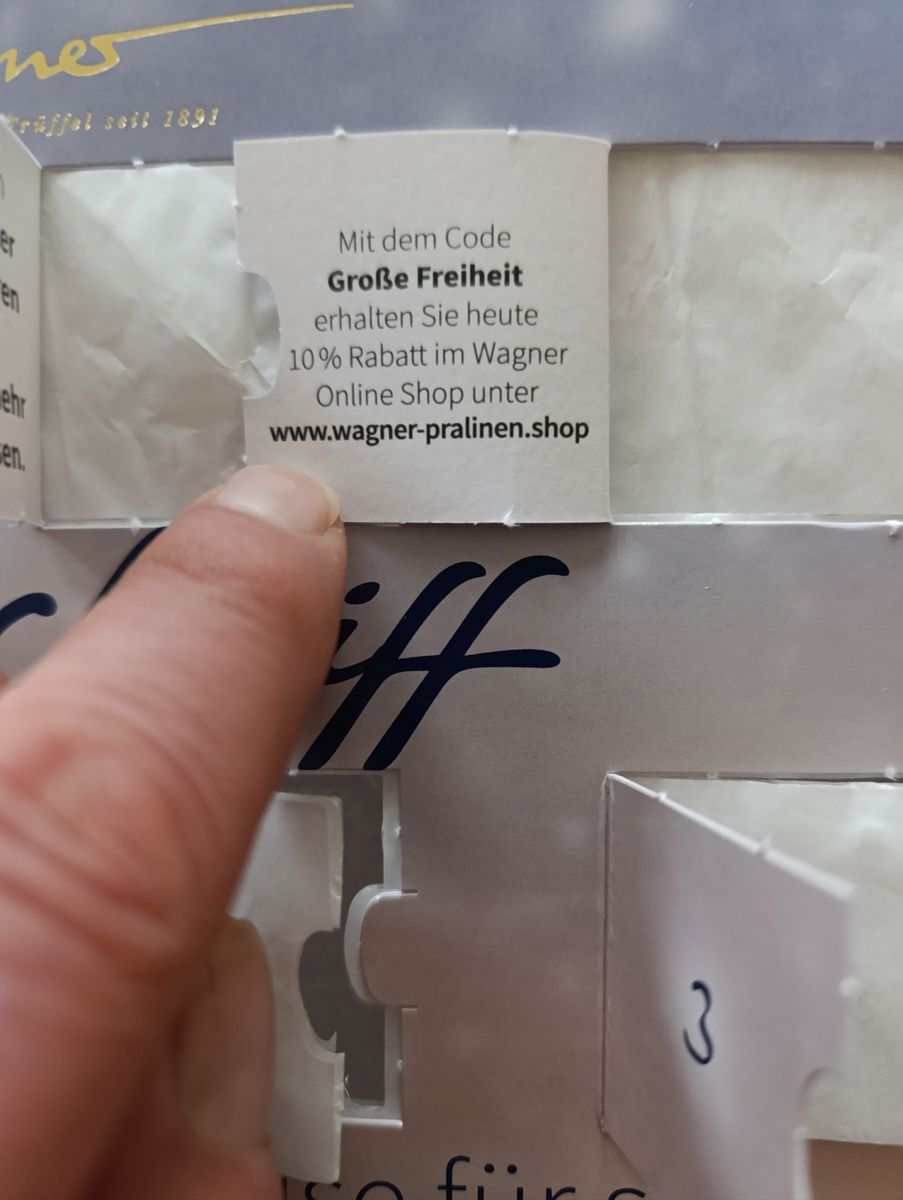 Trüffel seit 1891
Mit dem Code
Große Freiheit
erhalten Sie heute
10 % Rabatt im Wagner
Online Shop unter
www.wagner-pralinen.shop
3
für